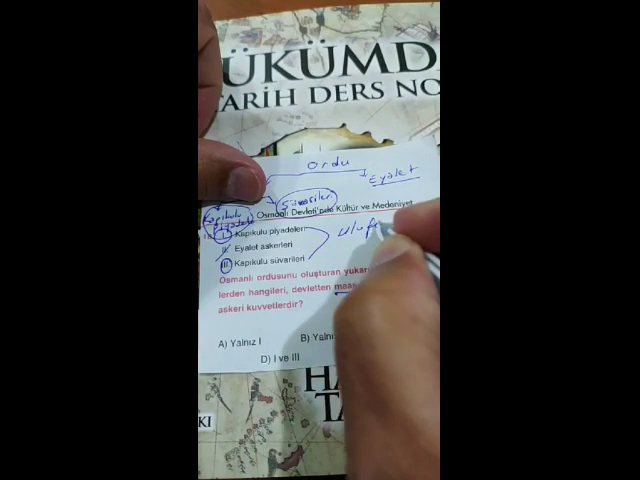 ÜKÜMD
TARİH DERS NO
ordu
Eyalet
süvarileri
Kapıkulu
Piyadeleri
Osmanlı Devleti'nde Kültür ve Medeniyet
I. Kapıkulu piyadeleri
II. Eyalet askerleri
III. Kapıkulu süvarileri
ulufe
Osmanlı ordusunu oluşturan yukarı
lerden hangileri, devletten maaş
askeri kuvvetlerdir?
A) Yalnız I
B) Yalnı
D) I ve III
HA
TA
KI